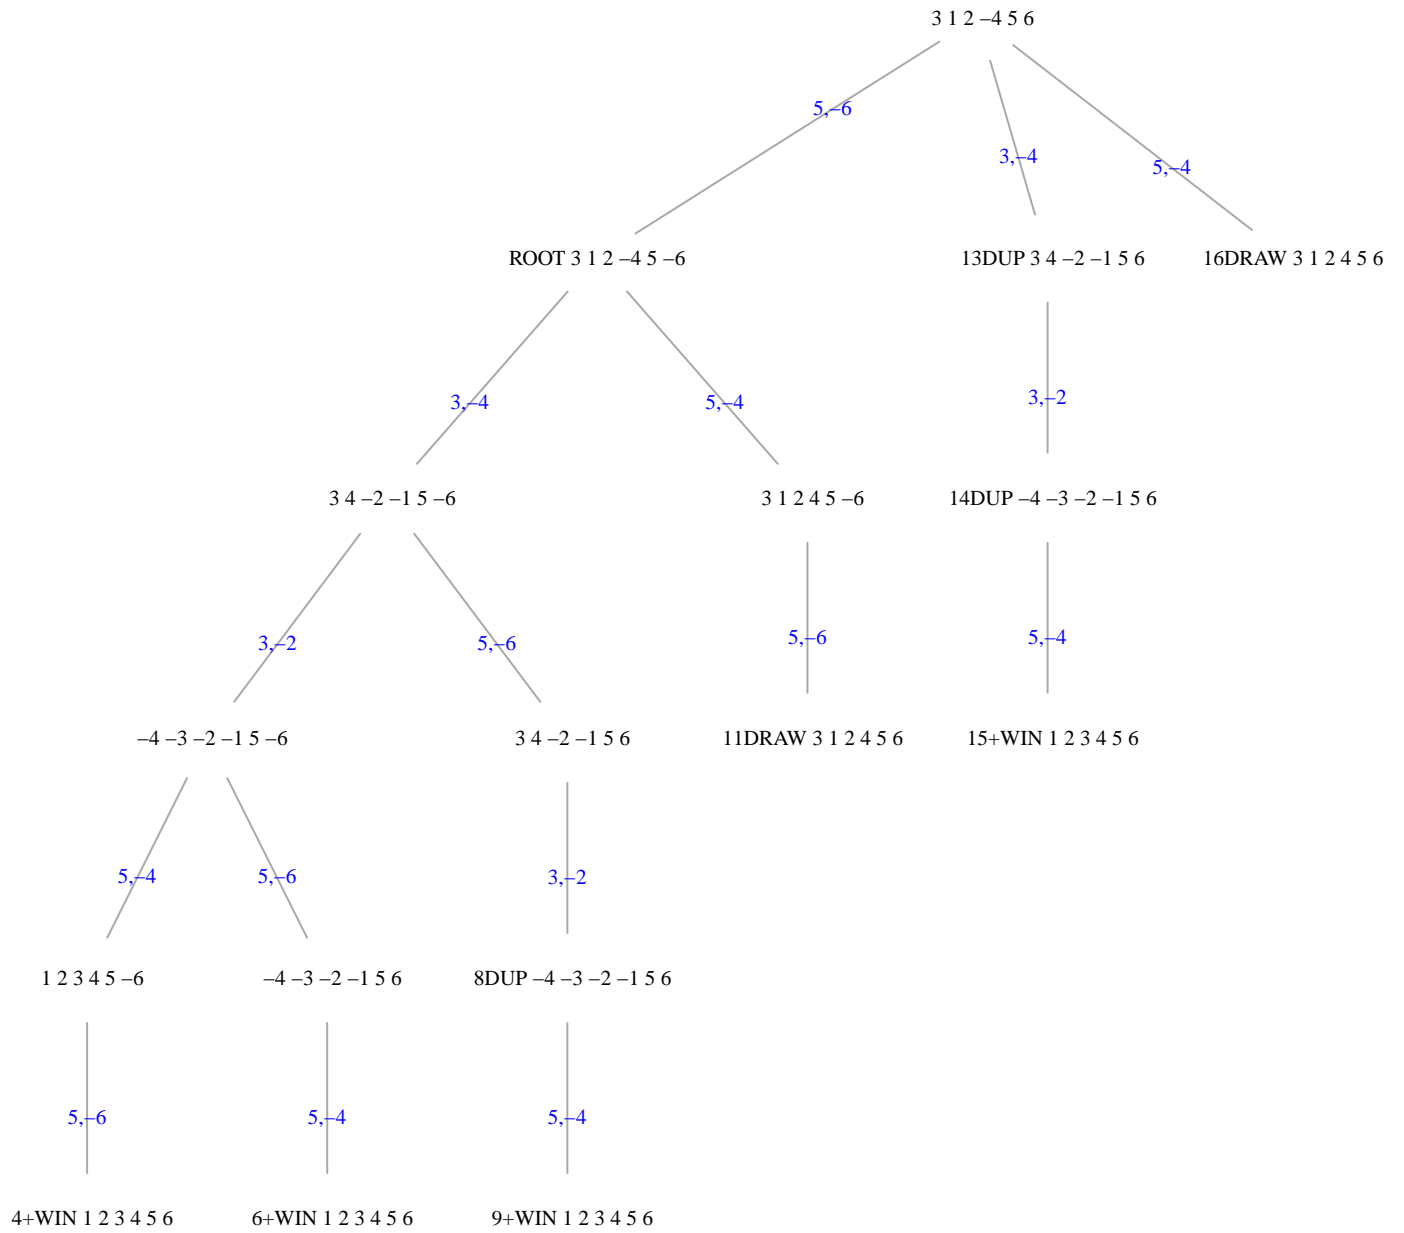 3 1 2 –4 5 6
5,–6
3,–4
5,–4
ROOT 3 1 2 –4 5 –6
13DUP 3 4 –2 –1 5 6
16DRAW 3 1 2 4 5 6
3,–4
5,–4
3,–2
3 4 –2 –1 5 –6
3 1 2 4 5 –6
14DUP –4 –3 –2 –1 5 6
3,–2
5,–6
5,–6
5,–4
–4 –3 –2 –1 5 –6
3 4 –2 –1 5 6
11DRAW 3 1 2 4 5 6
15+WIN 1 2 3 4 5 6
5,–4
5,–6
3,–2
1 2 3 4 5 –6
–4 –3 –2 –1 5 6
8DUP –4 –3 –2 –1 5 6
5,–6
5,–4
5,–4
4+WIN 1 2 3 4 5 6
6+WIN 1 2 3 4 5 6
9+WIN 1 2 3 4 5 6